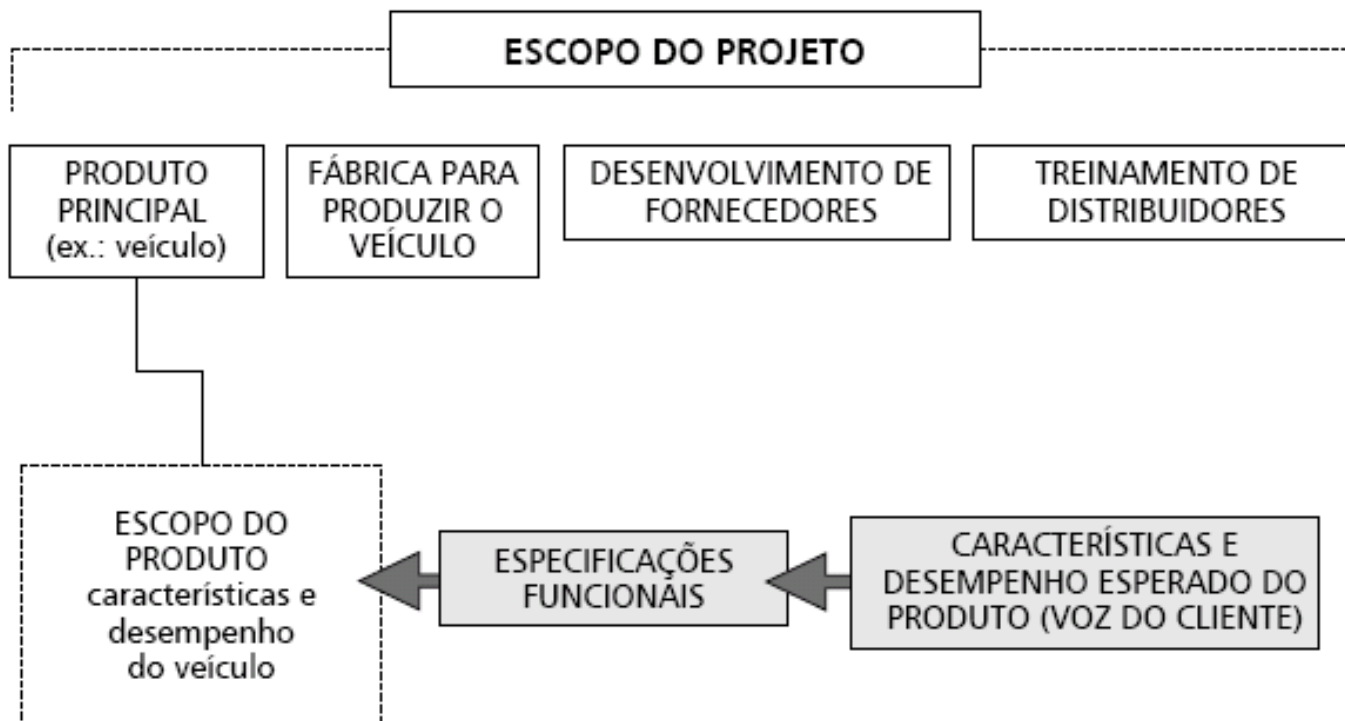 ESCOPO DO PROJETO
PRODUTO
PRINCIPAL
(ex.: veículo)
FÁBRICA PARA
PRODUZIR O
VEÍCULO
DESENVOLVIMENTO DE
FORNECEDORES
TREINAMENTO DE
DISTRIBUIDORES
ESCOPO DO
PRODUTO
características e
desempenho
do veículo
ESPECIFICAÇÕES
FUNCIONAIS
CARACTERÍSTICAS E
DESEMPENHO ESPERADO DO
PRODUTO (VOZ DO CLIENTE)